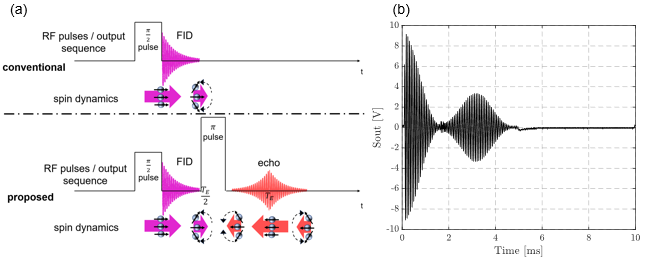 (a)
RF pulses / output
sequence
π/2
pulse
FID
conventional
t
spin dynamics
π
pulse
RF pulses / output
sequence
π/2
pulse
FID
T_E/2
echo
T_E
proposed
t
spin dynamics
(b)
10
8
6
4
2
0
-2
-4
-6
-8
-10
Sout [V]
0
2
4
6
8
10
Time [ms]